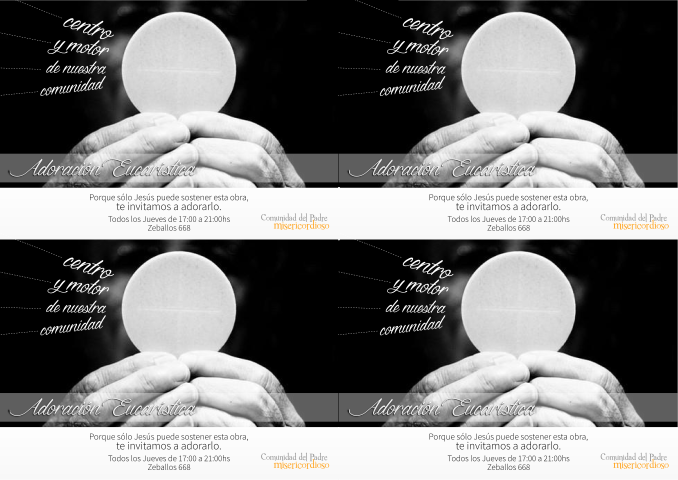 centro
y motor
de nuestra
comunidad
Adoración Eucarística
Porque sólo Jesús puede sostener esta obra,
te invitamos a adorarlo.
Todos los Jueves de 17:00 a 21:00hs
Zeballos 668
Comunidad del Padre
misericordioso
centro
y motor
de nuestra
comunidad
Adoración Eucarística
Porque sólo Jesús puede sostener esta obra,
te invitamos a adorarlo.
Todos los Jueves de 17:00 a 21:00hs
Zeballos 668
Comunidad del Padre
misericordioso
centro
y motor
de nuestra
comunidad
Adoración Eucarística
Porque sólo Jesús puede sostener esta obra,
te invitamos a adorarlo.
Todos los Jueves de 17:00 a 21:00hs
Zeballos 668
Comunidad del Padre
misericordioso
centro
y motor
de nuestra
comunidad
Adoración Eucarística
Porque sólo Jesús puede sostener esta obra,
te invitamos a adorarlo.
Todos los Jueves de 17:00 a 21:00hs
Zeballos 668
Comunidad del Padre
misericordioso